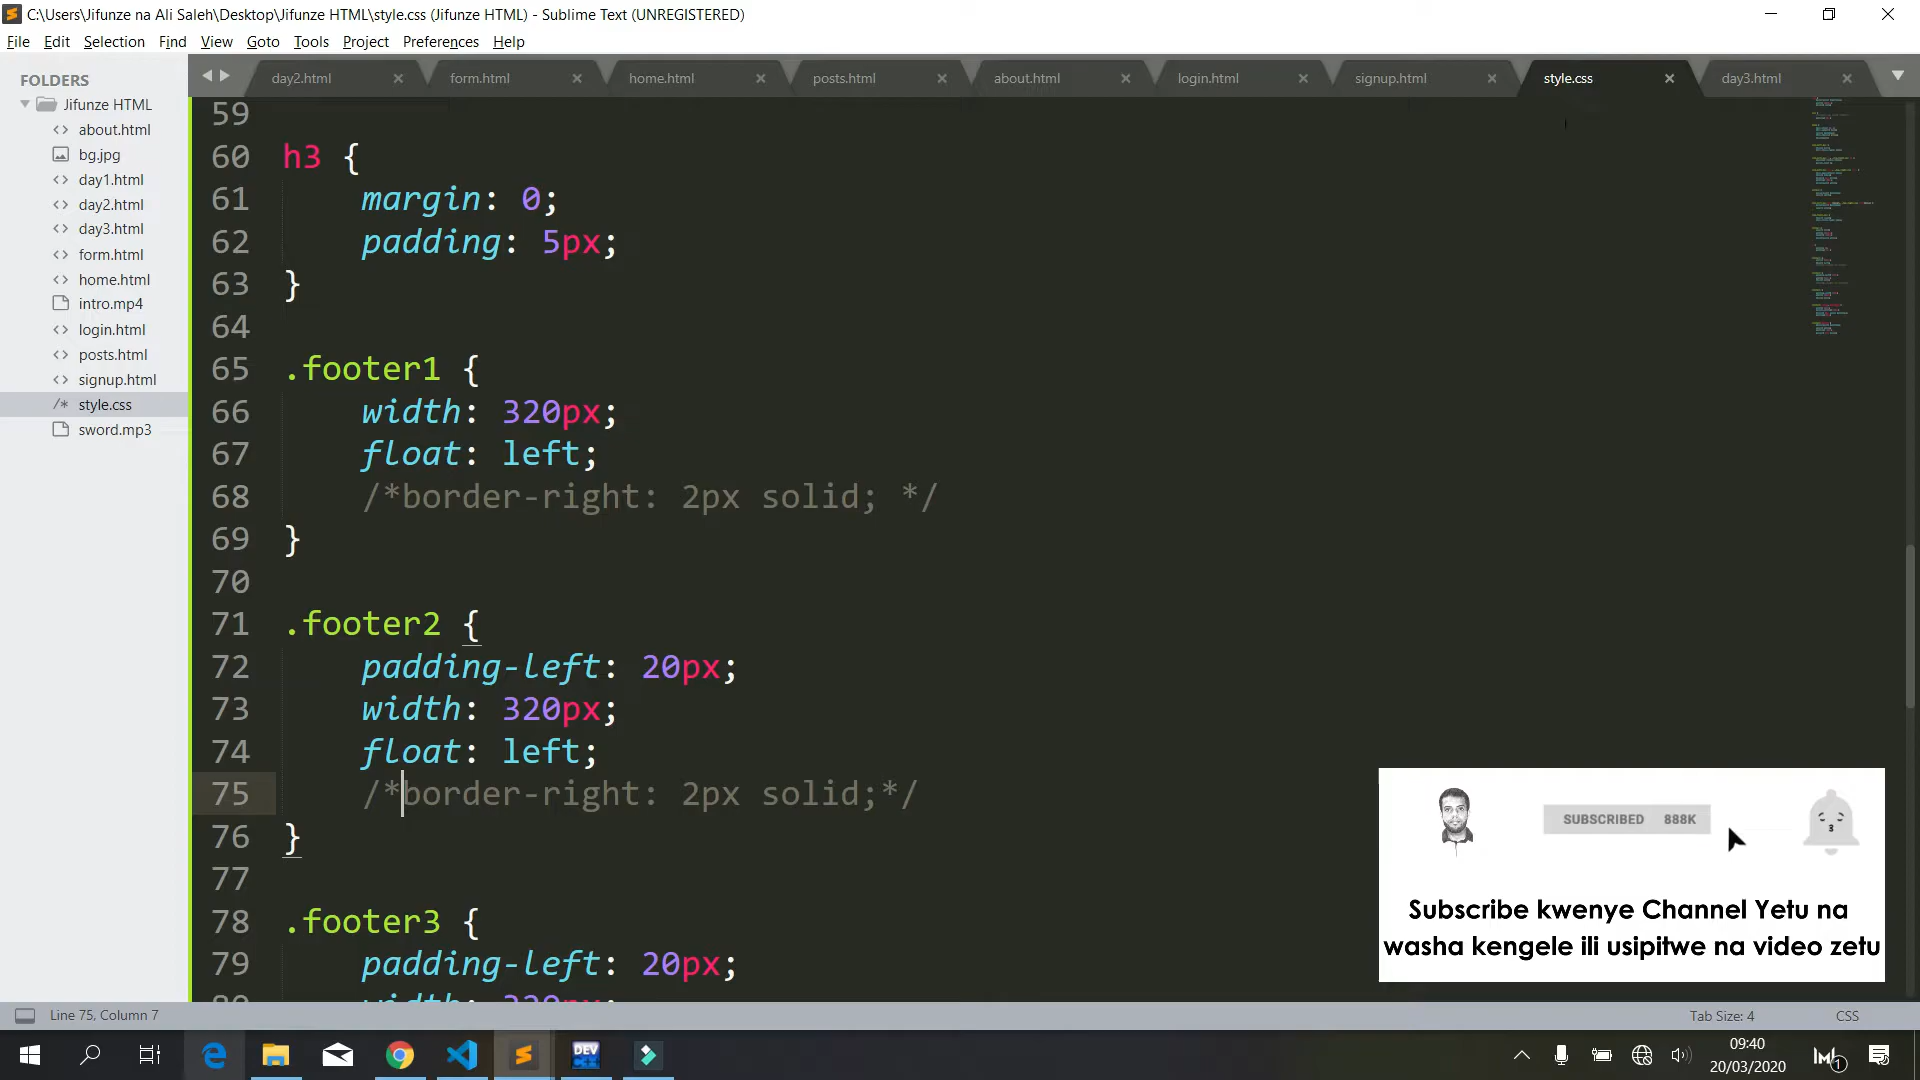 C:\Users\Jifunze na Ali Saleh\Desktop\Jifunze HTML\style.css (Jifunze HTML) - Sublime Text (UNREGISTERED)
File Edit Selection Find View Goto Tools Project Preferences Help
FOLDERS
Jifunze HTML
about.html
bg.jpg
day1.html
day2.html
day3.html
form.html
home.html
intro.mp4
login.html
posts.html
signup.html
style.css
sword.mp3
day2.html form.html home.html posts.html about.html login.html signup.html style.css day3.html
59
60 h3 {
61 margin: 0;
62 padding: 5px;
63 }
64
65 .footer1 {
66 width: 320px;
67 float: left;
68 /*border-right: 2px solid; */
69 }
70
71 .footer2 {
72 padding-left: 20px;
73 width: 320px;
74 float: left;
75 /*border-right: 2px solid;*/
76 }
77
78 .footer3 {
79 padding-left: 20px;
80 width: 320px;
SUBSCRIBED 888K
Subscribe kwenye Channel Yetu na
washa kengele ili usipitwe na video zetu
Line 75, Column 7 Tab Size: 4 CSS
DEV
C++
09:40
20/03/2020
1